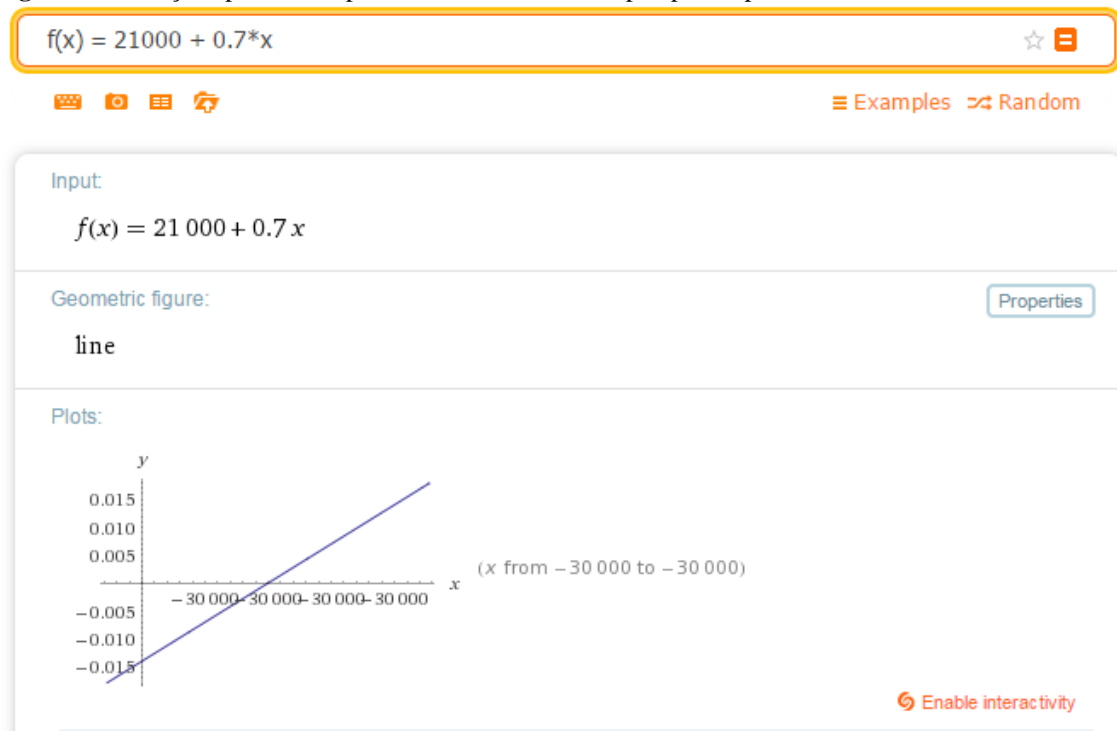 f(x) = 21000 + 0.7*x
Examples Random
Input:
f(x) = 21 000 + 0.7 x
Geometric figure:
Properties
line
Plots:
y
0.015
0.010
0.005
(x from −30 000 to −30 000)
x
−30 000 −30 000 −30 000 −30 000
−0.005
−0.010
−0.015
Enable interactivity